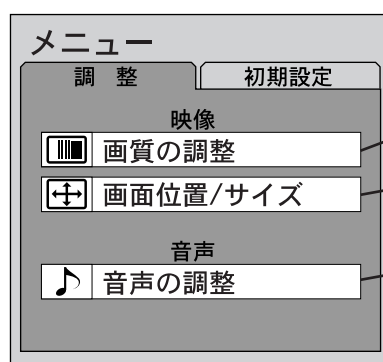 メニュー
調 整 初期設定
映像
画質の調整
画面位置/サイズ
音声
音声の調整